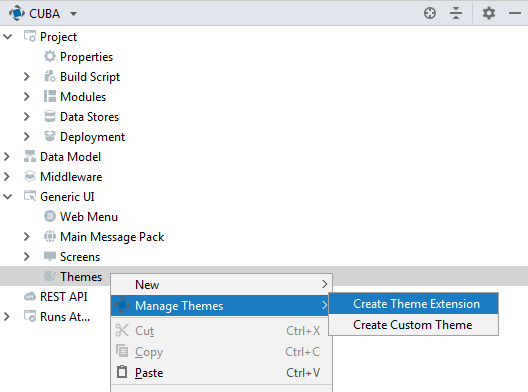 CUBA
Project
Properties
Build Script
Modules
Data Stores
Deployment
Data Model
Middleware
Generic UI
Web Menu
Main Message Pack
Screens
Themes
New
REST API
Manage Themes
Create Theme Extension
Runs At...
Create Custom Theme
Cut Ctrl+X
Copy Ctrl+C
Paste Ctrl+V